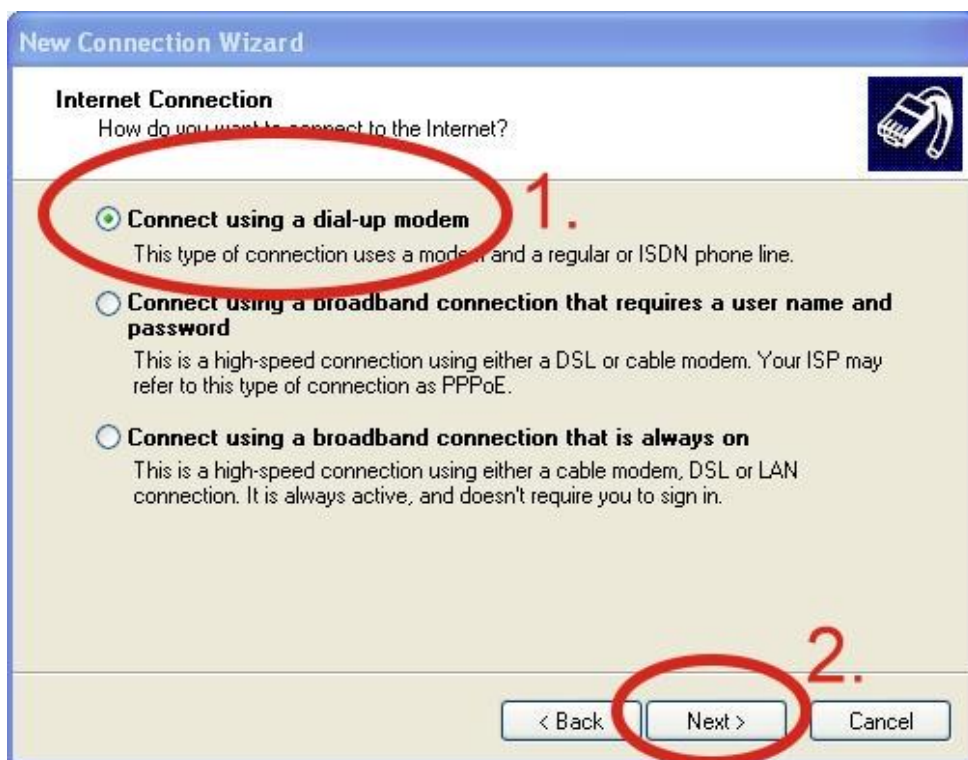 New Connection Wizard
Internet Connection
How do you want to connect to the Internet?
1.
Connect using a dial-up modem
This type of connection uses a modem and a regular or ISDN phone line.
Connect using a broadband connection that requires a user name and
password
This is a high-speed connection using either a DSL or cable modem. Your ISP may
refer to this type of connection as PPPoE.
Connect using a broadband connection that is always on
This is a high-speed connection using either a cable modem, DSL or LAN
connection. It is always active, and doesn't require you to sign in.
2.
< Back Next > Cancel